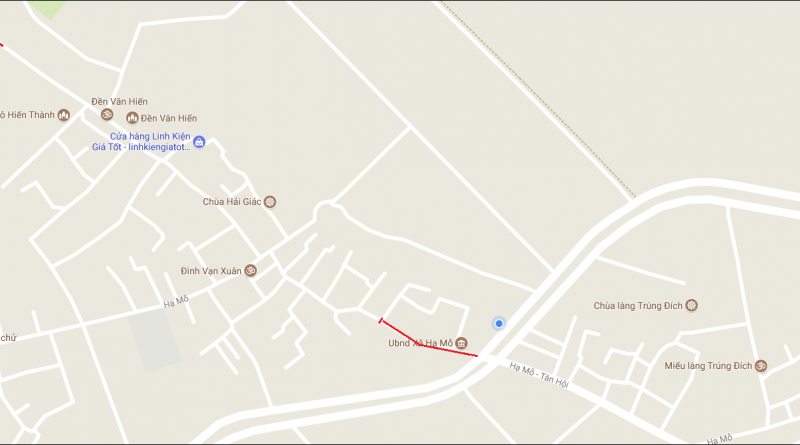 Đền Văn Hiến
ô Hiến Thành
Đền Văn Hiến
Cửa hàng Linh Kiện
Giá Tốt - linhkiengiatot...
Chùa Hải Giác
Đình Vạn Xuân
Hạ Mỗ
Chùa làng Trúng Đích
chứ
Ubnd Xã Hạ Mỗ
Miếu làng Trúng Đích
Hạ Mỗ - Tân Hội
Hạ Mỗ